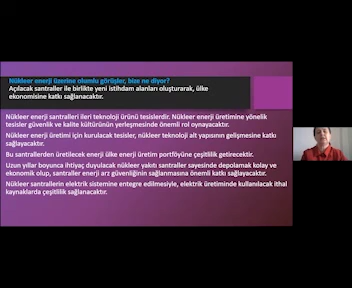 Nükleer enerji üzerine olumlu görüşler, bize ne diyor?
Açılacak santraller ile birlikte yeni istihdam alanları oluşturarak, ülke
ekonomisine katkı sağlanacaktır.
Nükleer enerji santralleri ileri teknoloji ürünü tesislerdir. Nükleer enerji üretimine yönelik
tesisler güvenlik ve kalite kültürünün yerleşmesinde önemli rol oynayacaktır.
Nükleer enerji üretimi için kurulacak tesisler, nükleer teknoloji alt yapısının gelişmesine katkı
sağlayacaktır.
Bu santrallerden üretilecek enerji ülke enerji üretim portföyüne çeşitlilik getirecektir.
Uzun yıllar boyunca ihtiyaç duyulacak nükleer yakıtı santraller sayesinde depolamak kolay ve
ekonomik olup, santraller enerji arz güvenliğinin sağlanmasına önemli katkı sağlayacaktır.
Nükleer santrallerin elektrik sistemine entegre edilmesiyle, elektrik üretiminde kullanılacak ithal
kaynaklarda çeşitlilik sağlanacaktır.